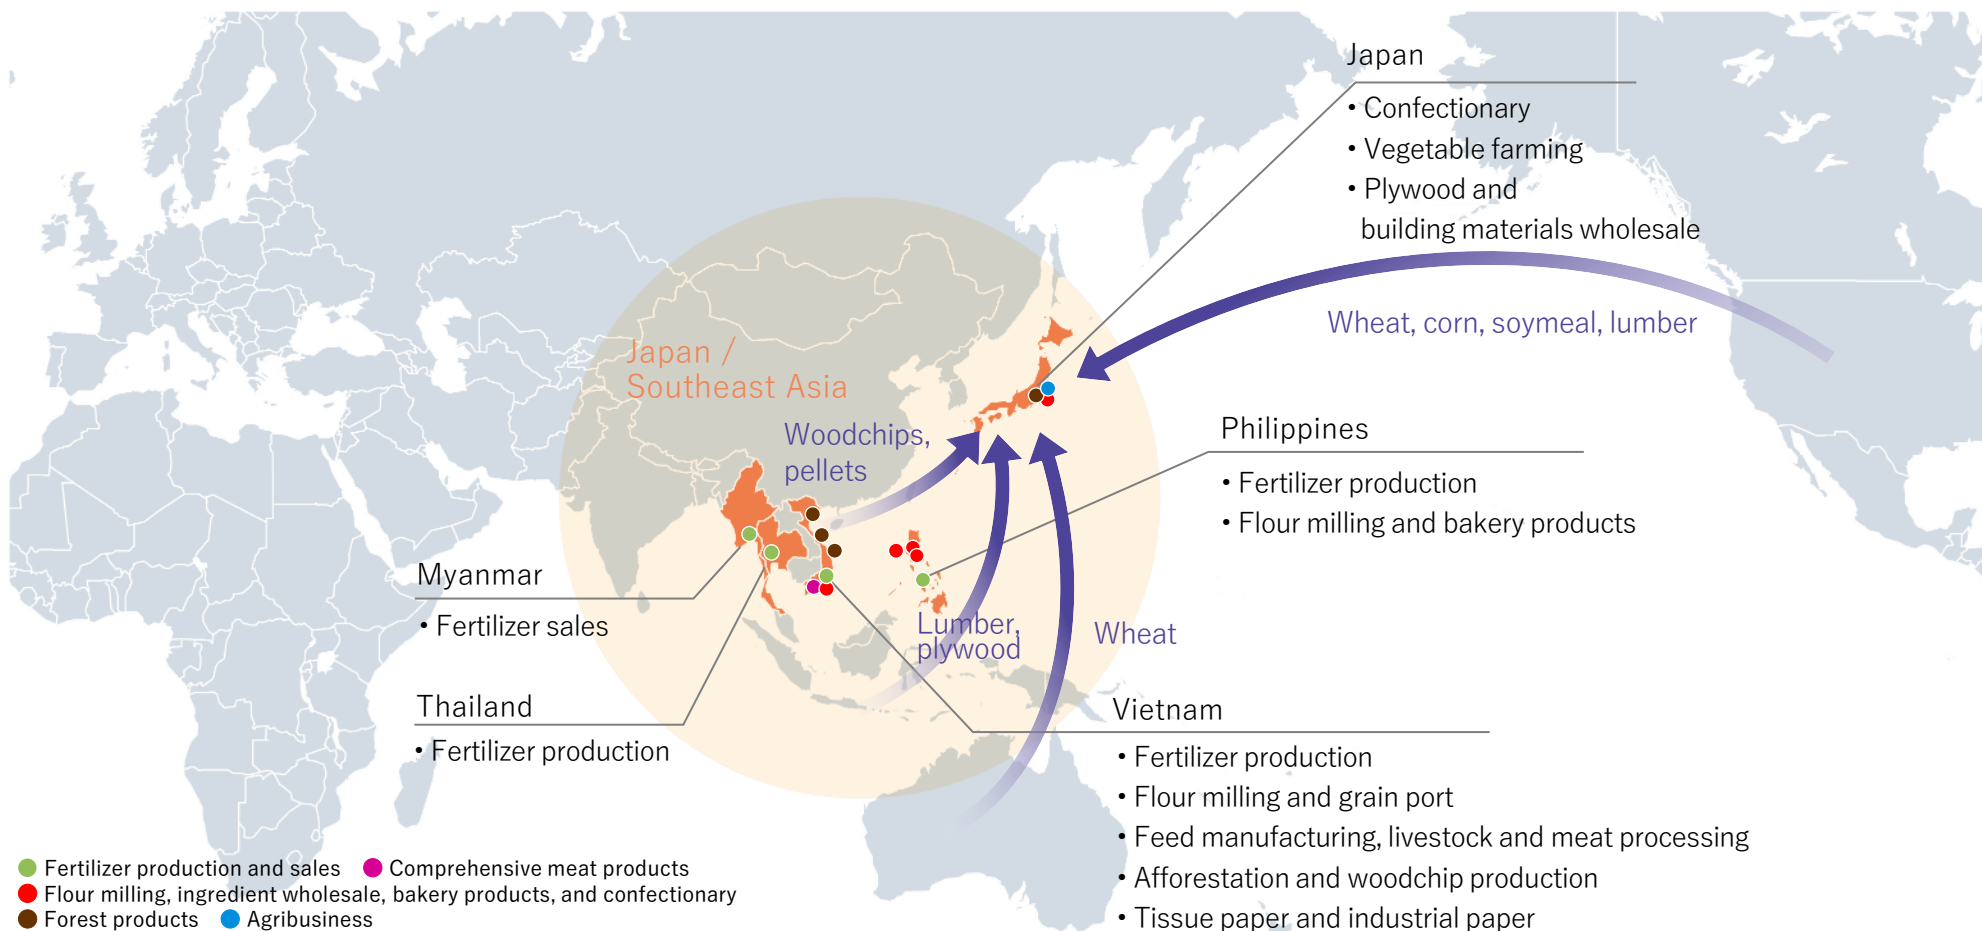 Japan
• Confectionary
• Vegetable farming
• Plywood and
building materials wholesale
Wheat, corn, soymeal, lumber
Japan /
Southeast Asia
Woodchips,
pellets
Philippines
• Fertilizer production
• Flour milling and bakery products
Myanmar
• Fertilizer sales
Lumber,
plywood
Wheat
Thailand
• Fertilizer production
Vietnam
• Fertilizer production
• Flour milling and grain port
• Feed manufacturing, livestock and meat processing
• Afforestation and woodchip production
• Tissue paper and industrial paper
Fertilizer production and sales
Comprehensive meat products
Flour milling, ingredient wholesale, bakery products, and confectionary
Forest products
Agribusiness